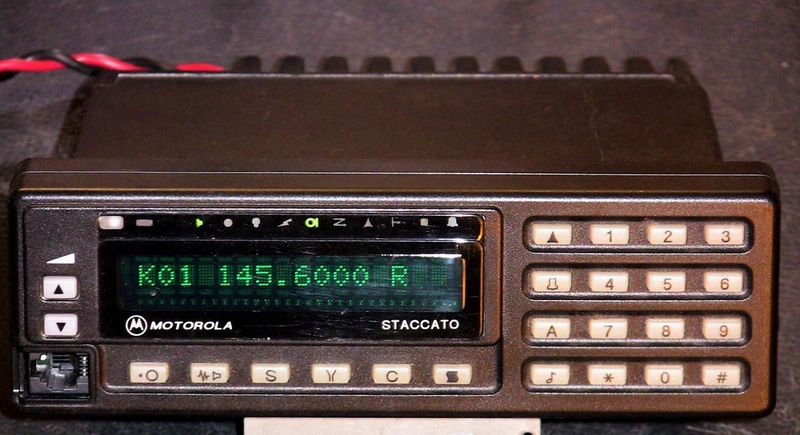 K01 145.6000 R
MOTOROLA STACCATO
1 2 3
4 5 6
A 7 8 9
* 0 #
S Y C